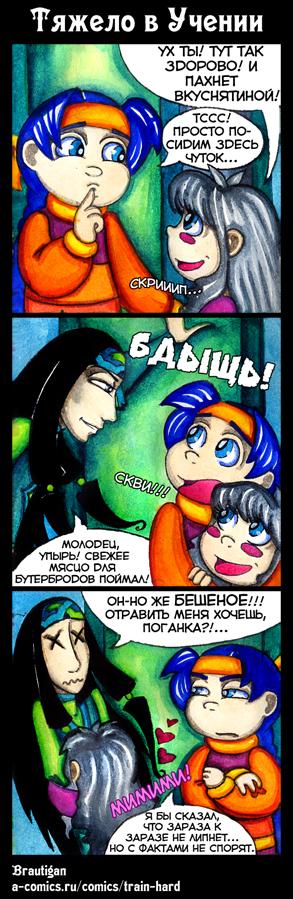 Тяжело в Учении
УХ ТЫ! ТУТ ТАК
ЗДОРОВО! И
ПАХНЕТ
ВКУСНЯТИНОЙ!
ТССС!
ПРОСТО ПО-
СИДИМ ЗДЕСЬ
ЧУТОК...
СКРИИИП...
БДЫЩЬ!
СКВИ!!!
МОЛОДЕЦ,
УПЫРЬ! СВЕЖЕЕ
МЯСЦО ДЛЯ
БУТЕРБРОДОВ ПОЙМАЛ!
ОН-НО ЖЕ БЕШЕНОЕ!!!
ОТРАВИТЬ МЕНЯ ХОЧЕШЬ,
ПОГАНКА?!...
МИМИМИ!
Я БЫ СКАЗАЛ,
ЧТО ЗАРАЗА К
ЗАРАЗЕ НЕ ЛИПНЕТ...
НО С ФАКТАМИ НЕ СПОРЯТ.
Brautigan
a-comics.ru/comics/train-hard